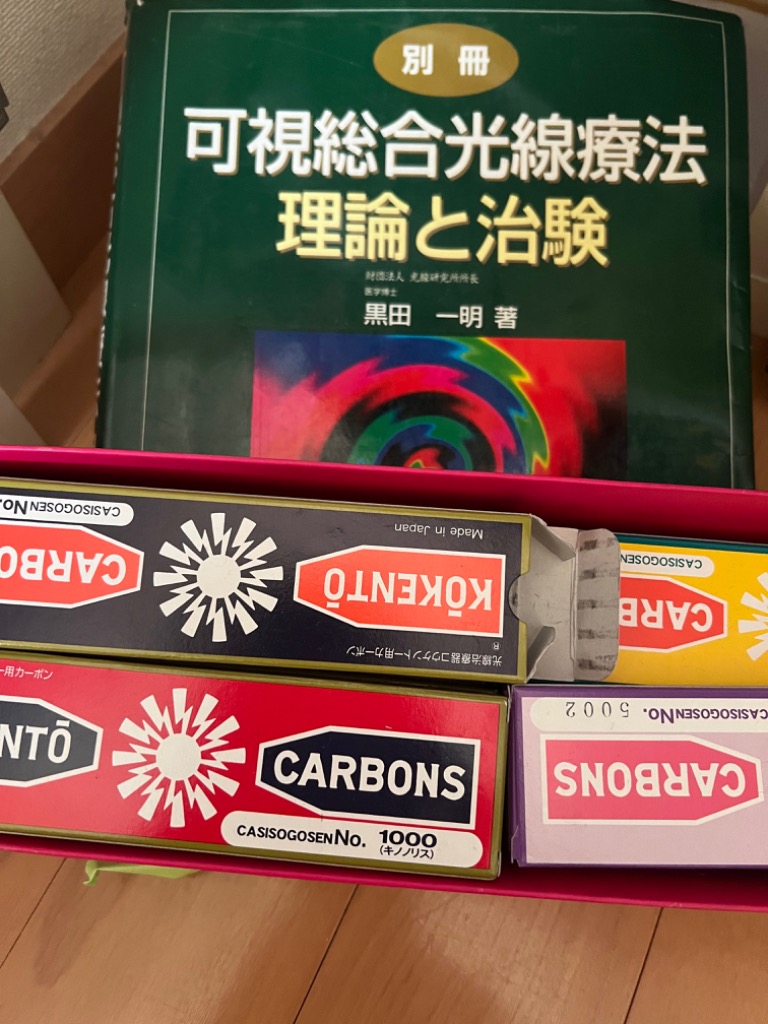 別冊
可視総合光線療法
理論と治験
財団法人 光線研究所所長
医学博士
黒田 一明 著
CASISOGOSEN No.
Made in Japan
CARBO
KŌKENTŌ
光線治療器コウケントー用カーボン
®
CASISOGOSEN
CARB
ー用カーボン
NTŌ
CARBONS
CASISOGOSEN No. 1000
(キノノリス)
CASISOGOSEN No. 5002
CARBONS